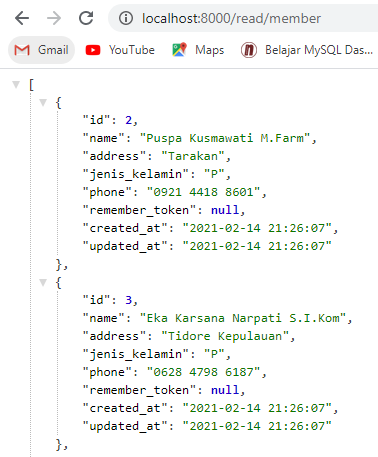 localhost:8000/read/member
Gmail YouTube Maps Belajar MySQL Das...
[
{
"id": 2,
"name": "Puspa Kusmawati M.Farm",
"address": "Tarakan",
"jenis_kelamin": "P",
"phone": "0921 4418 8601",
"remember_token": null,
"created_at": "2021-02-14 21:26:07",
"updated_at": "2021-02-14 21:26:07"
},
{
"id": 3,
"name": "Eka Karsana Narpati S.I.Kom",
"address": "Tidore Kepulauan",
"jenis_kelamin": "P",
"phone": "0628 4798 6187",
"remember_token": null,
"created_at": "2021-02-14 21:26:07",
"updated_at": "2021-02-14 21:26:07"
},